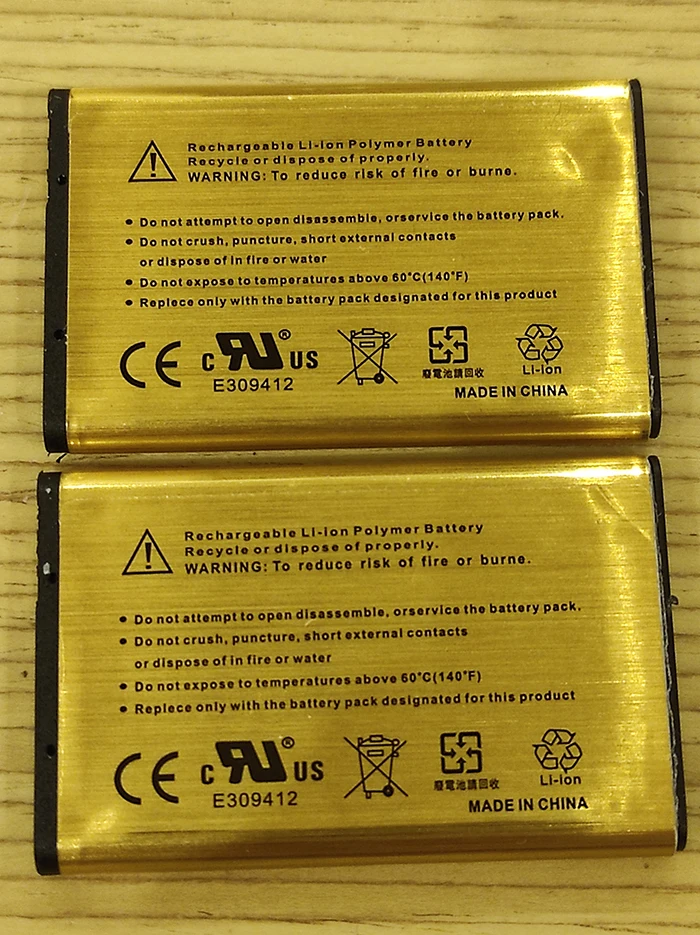 Rechargeable Li-ion Polymer Battery
Recycle or dispose of properly.
WARNING: To reduce risk of fire or burne.
• Do not attempt to open disassemble, orservice the battery pack.
• Do not crush, puncture, short external contacts
or dispose of in fire or water
• Do not expose to temperatures above 60°C(140°F)
• Replece only with the battery pack designated for this product
CE c RU® US 廢電池請回收 Li-ion
E309412
MADE IN CHINA
Rechargeable Li-ion Polymer Battery
Recycle or dispose of properly.
WARNING: To reduce risk of fire or burne.
• Do not attempt to open disassemble, orservice the battery pack.
• Do not crush, puncture, short external contacts
or dispose of in fire or water
• Do not expose to temperatures above 60°C(140°F)
• Replece only with the battery pack designated for this product
CE c RU® US 廢電池請回收 Li-ion
E309412
MADE IN CHINA